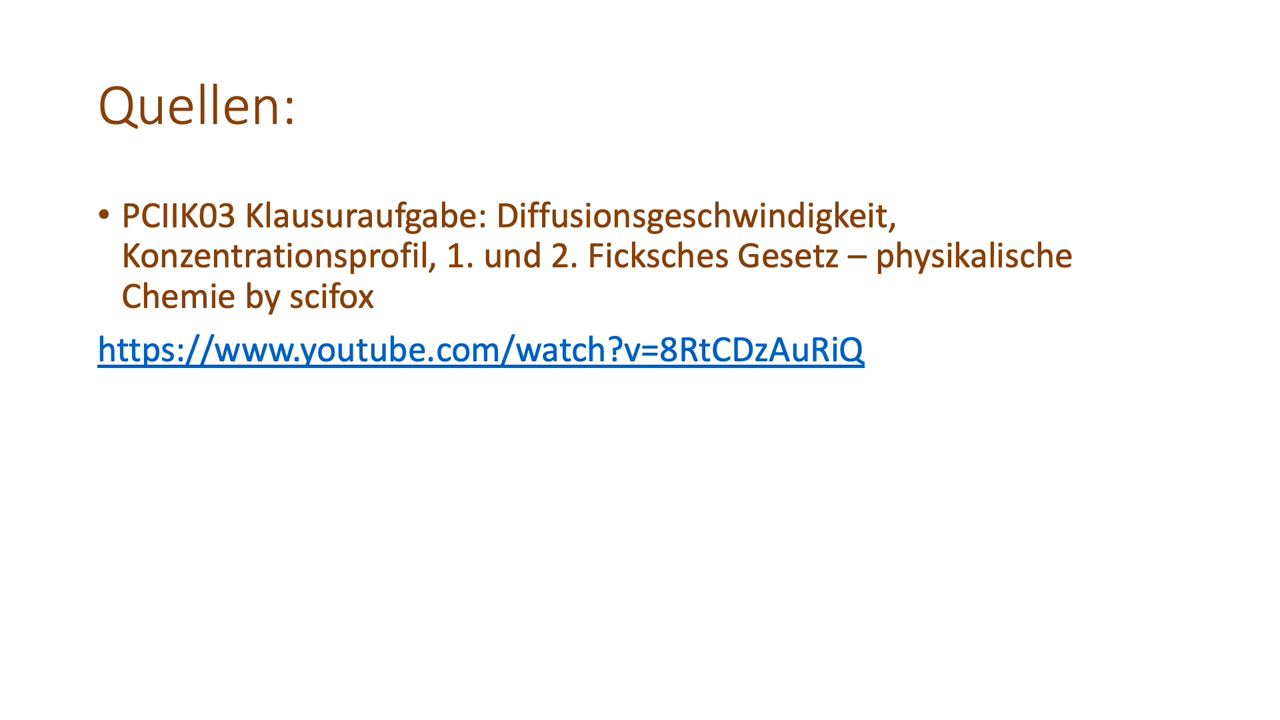 Quellen:
• PCIIK03 Klausuraufgabe: Diffusionsgeschwindigkeit,
Konzentrationsprofil, 1. und 2. Ficksches Gesetz – physikalische
Chemie by scifox
https://www.youtube.com/watch?v=8RtCDzAuRiQ